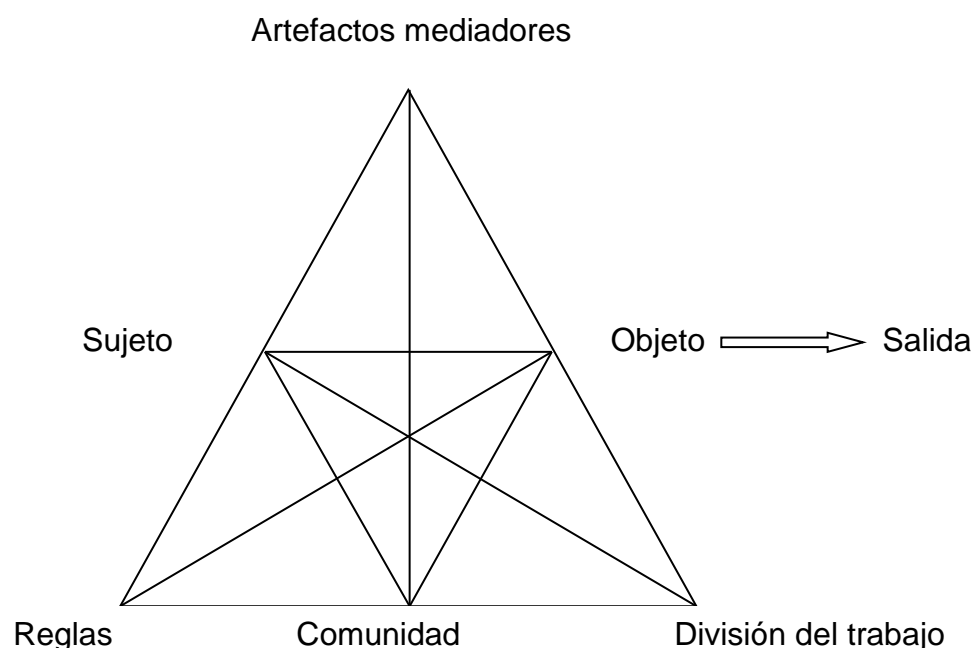 Artefactos mediadores
Sujeto
Objeto
Salida
Reglas
Comunidad
División del trabajo